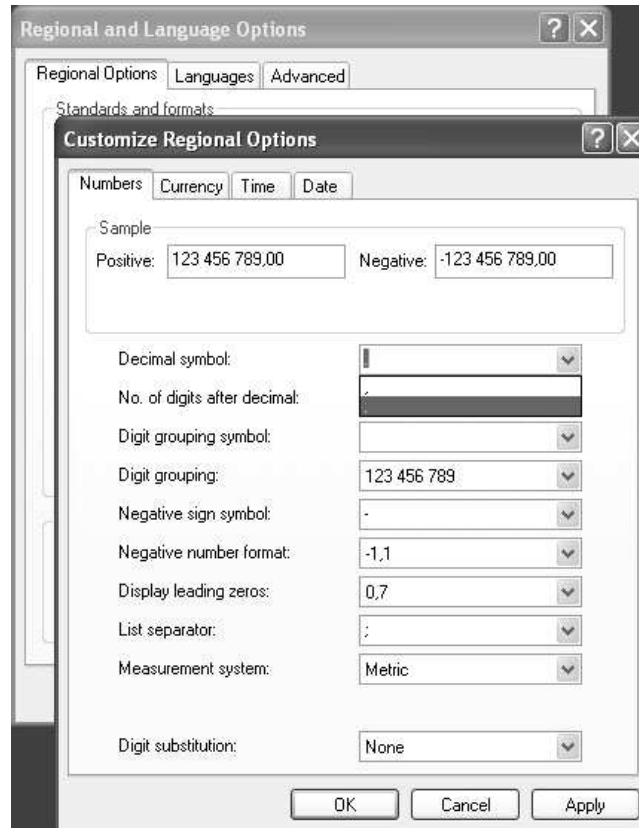 Regional and Language Options
Regional Options Languages Advanced
Standards and formats
Customize Regional Options
Numbers Currency Time Date
Sample
Positive: 123 456 789,00 Negative: -123 456 789,00
Decimal symbol:
No. of digits after decimal:
Digit grouping symbol:
Digit grouping: 123 456 789
Negative sign symbol: -
Negative number format: -1,1
Display leading zeros: 0,7
List separator: ;
Measurement system: Metric
Digit substitution: None
OK Cancel Apply